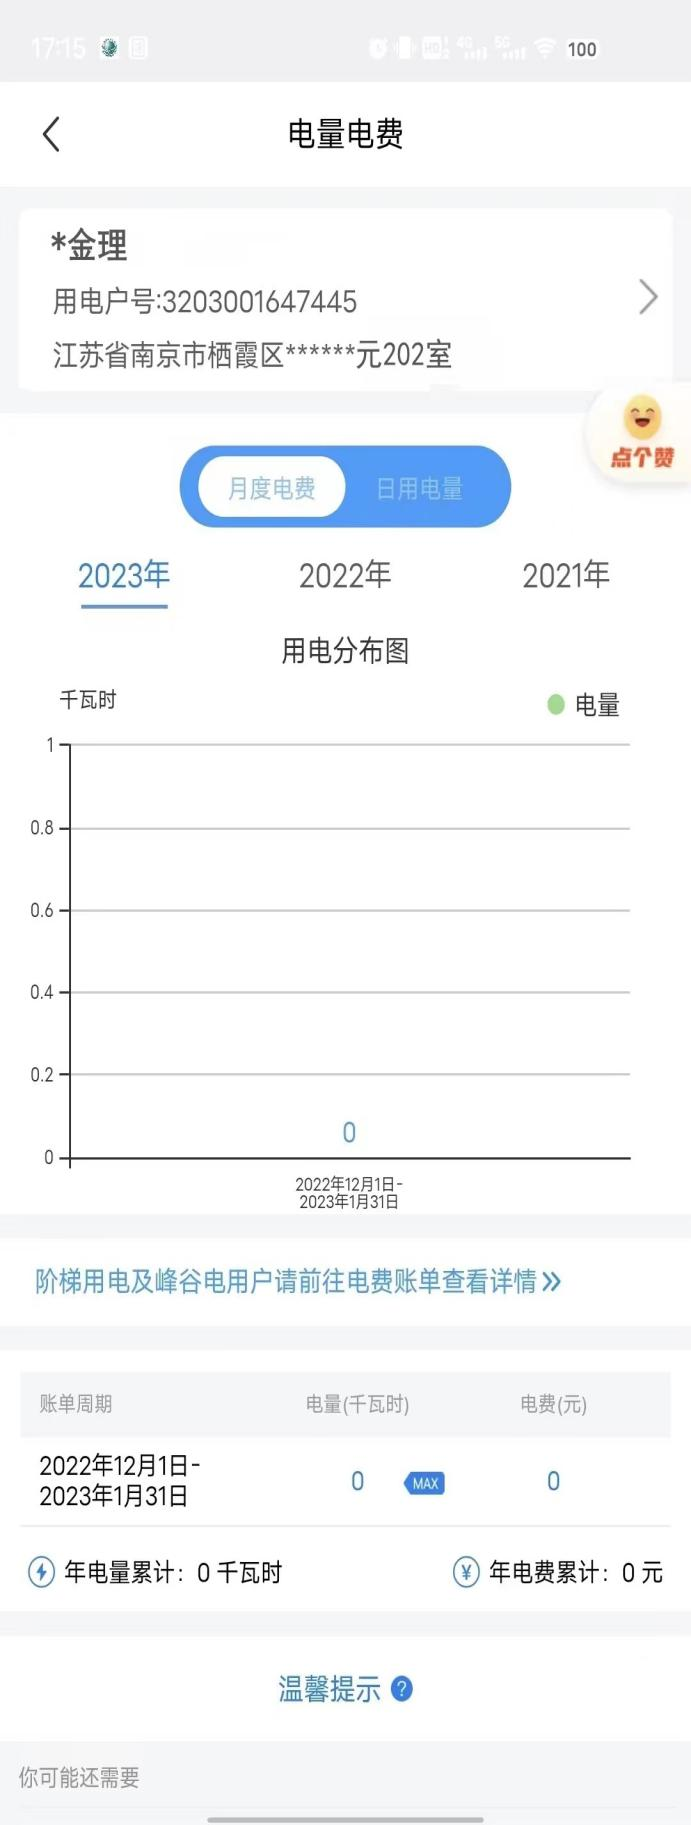 17:15 HD 2 4G 5G 100
电量电费
*金理
用电户号:3203001647445
江苏省南京市栖霞区******元202室
点个赞
月度电费 日用电量
2023年 2022年 2021年
用电分布图
千瓦时 电量
1
0.8
0.6
0.4
0.2
0
0
2022年12月1日-
2023年1月31日
阶梯用电及峰谷电用户请前往电费账单查看详情»
账单周期 电量(千瓦时) 电费(元)
2022年12月1日-
2023年1月31日
0 MAX 0
年电量累计：0 千瓦时 ¥ 年电费累计：0 元
温馨提示 ?
你可能还需要